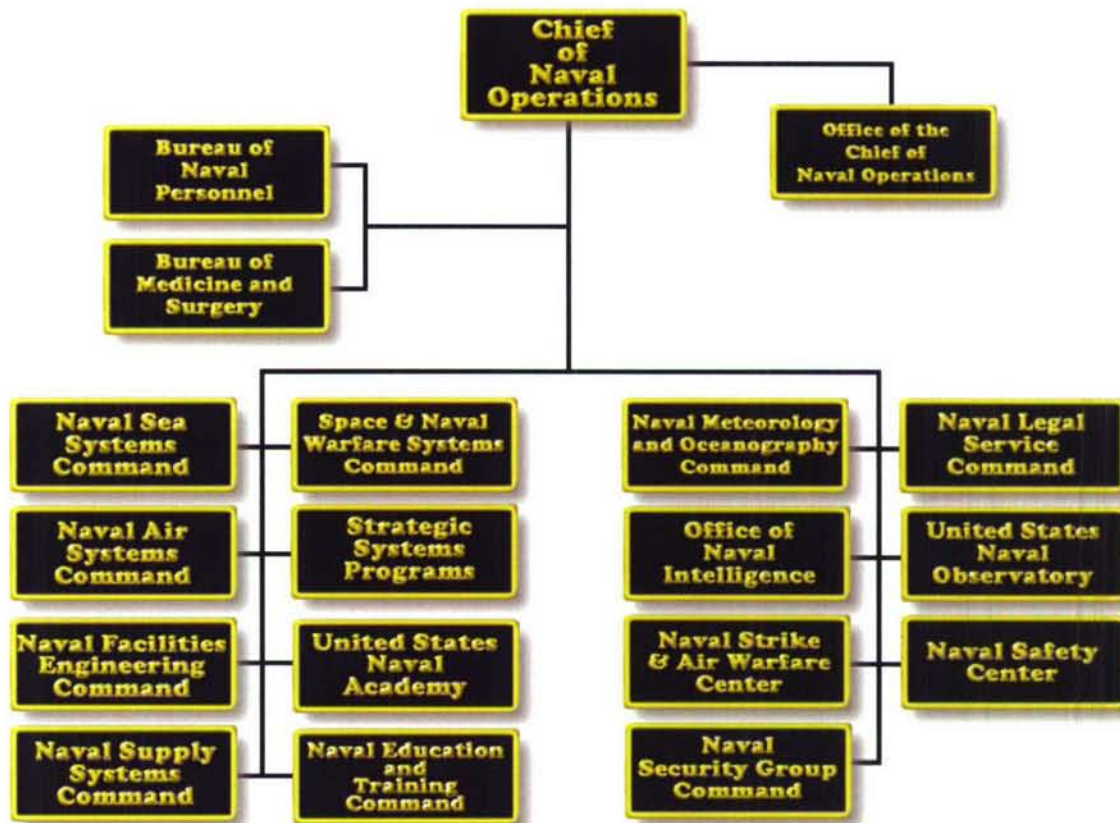 Chief
of
Naval
Operations
Office of the
Chief of
Naval Operations
Bureau of
Naval
Personnel
Bureau of
Medicine and
Surgery
Naval Sea
Systems
Command
Space & Naval
Warfare Systems
Command
Naval Meteorology
and Oceanography
Command
Naval Legal
Service
Command
Naval Air
Systems
Command
Strategic
Systems
Programs
Office of
Naval
Intelligence
United States
Naval
Observatory
Naval Facilities
Engineering
Command
United States
Naval
Academy
Naval Strike
& Air Warfare
Center
Naval Safety
Center
Naval Supply
Systems
Command
Naval Education
and
Training
Command
Naval
Security Group
Command